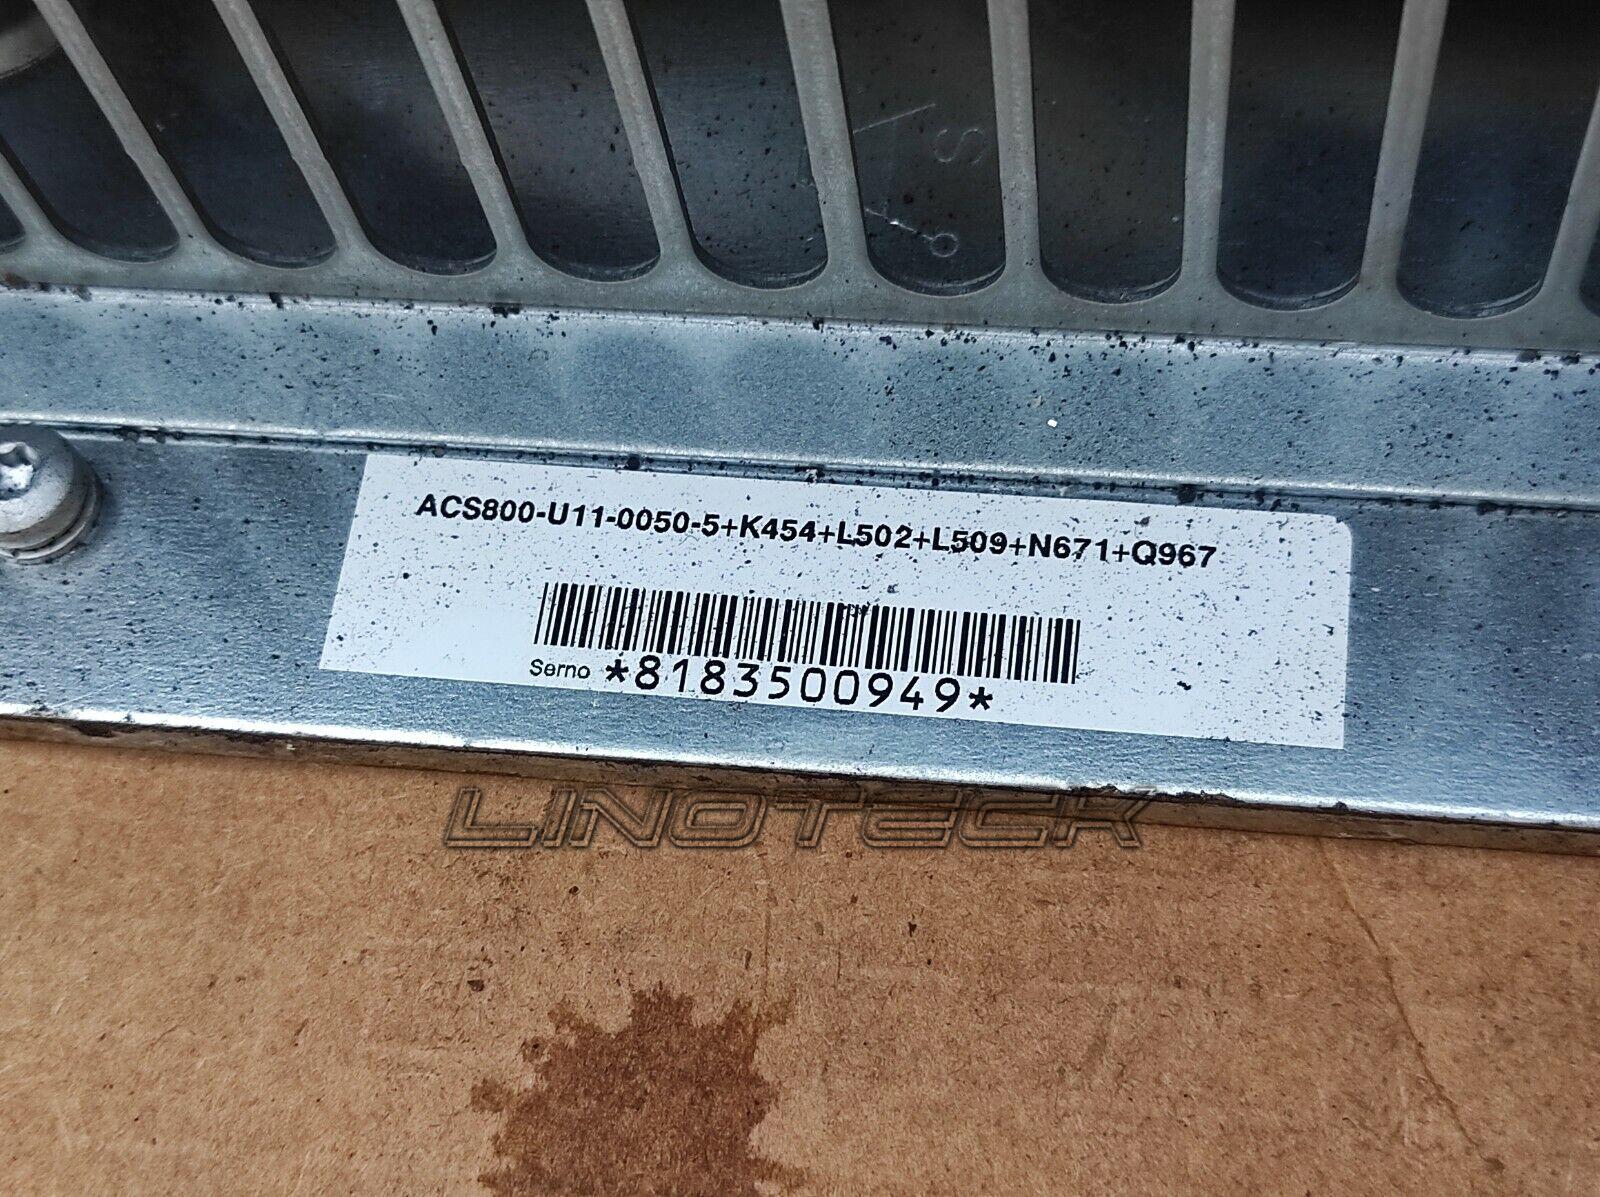 ACS800-U11-0050-5+K454+L502+L509+N671+Q967
Serno *8183500949*
LINOTECK